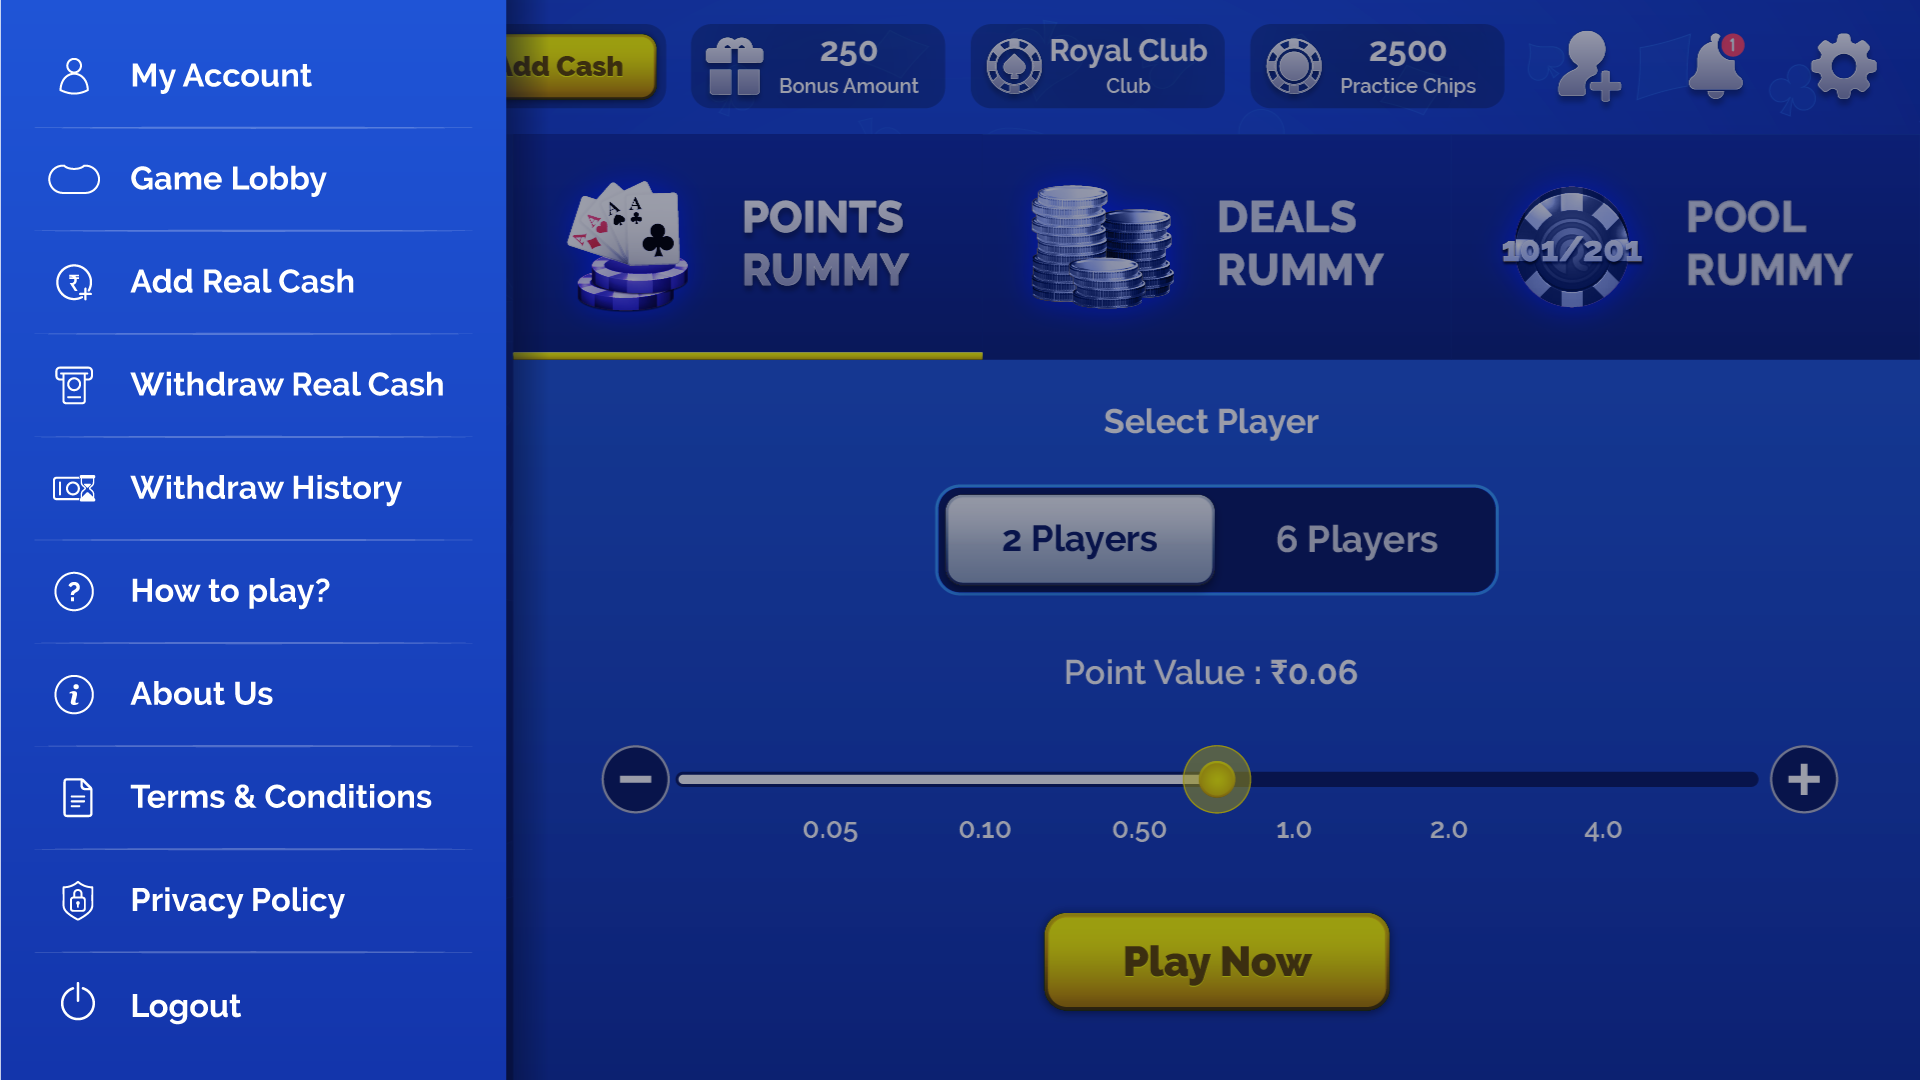 My Account
Game Lobby
Add Real Cash
Withdraw Real Cash
Withdraw History
How to play?
About Us
Terms & Conditions
Privacy Policy
Logout
Add Cash
250
Bonus Amount
Royal Club
Club
2500
Practice Chips
1
POINTS
RUMMY
DEALS
RUMMY
101/201
POOL
RUMMY
Select Player
2 Players
6 Players
Point Value : ₹0.06
0.05 0.10 0.50 1.0 2.0 4.0
Play Now